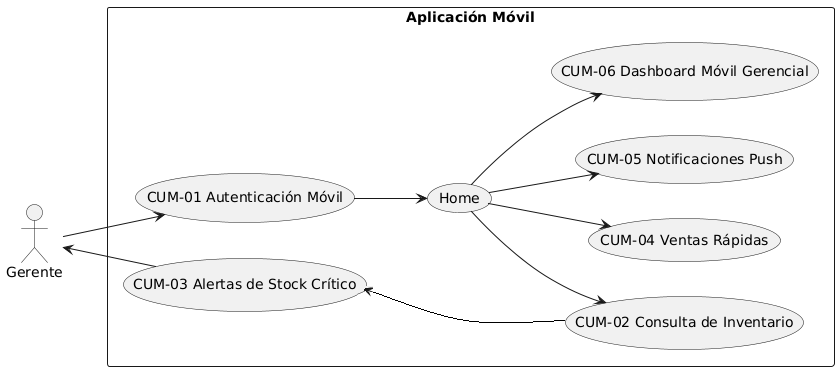 Aplicación Móvil
CUM-06 Dashboard Móvil Gerencial
CUM-05 Notificaciones Push
CUM-01 Autenticación Móvil
Home
CUM-04 Ventas Rápidas
Gerente
CUM-03 Alertas de Stock Crítico
CUM-02 Consulta de Inventario